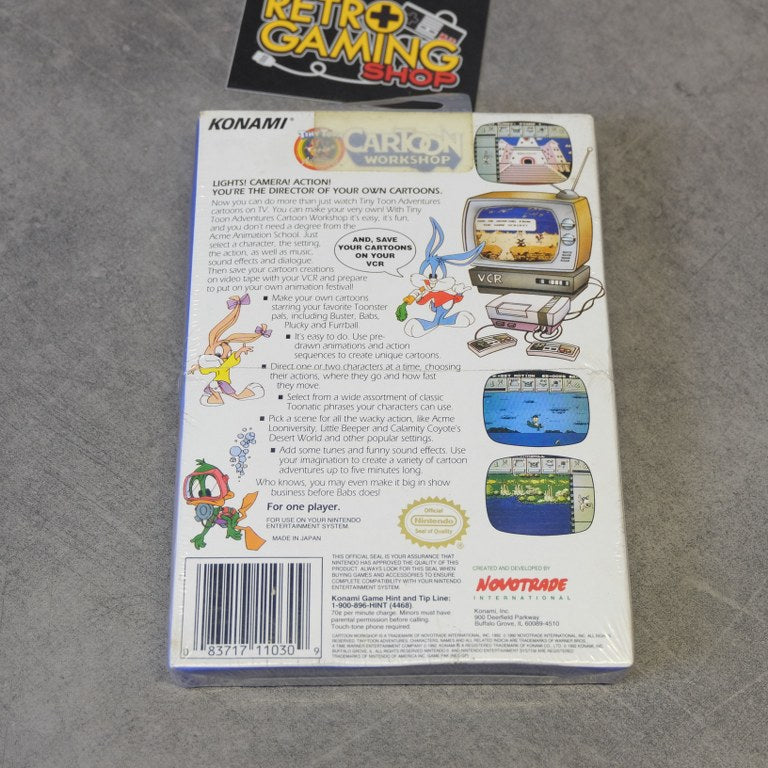 RETRO
GAMING
SHOP
KONAMI®
TINY TOON
CARTOON
WORKSHOP
LIGHTS! CAMERA! ACTION!
YOU'RE THE DIRECTOR OF YOUR OWN CARTOONS.
Now you can do more than just watch Tiny Toon Adventures
cartoons on TV. You can make your very own! With Tiny
Toon Adventures Cartoon Workshop it's easy, it's fun,
and you don't need a degree from the
Acme Animation School. Just
select a character, the setting,
the action, as well as music,
sound effects and dialogue.
Then save your cartoon creations
on video tape with your VCR and prepare
to put on your own animation festival!
AND, SAVE
YOUR CARTOONS
ON YOUR
VCR
VCR
■ Make your own cartoons
starring your favorite Toonster
pals, including Buster, Babs,
Plucky and Furrball.
■ It's easy to do. Use pre-
drawn animations and action
sequences to create unique cartoons.
■ Direct one or two characters at a time, choosing
their actions, where they go and how fast
they move.
■ Select from a wide assortment of classic
Toonatic phrases your characters can use.
■ Pick a scene for all the wacky action, like Acme
Looniversity, Little Beeper and Calamity Coyote's
Desert World and other popular settings.
■ Add some tunes and funny sound effects. Use
your imagination to create a variety of cartoon
adventures up to five minutes long.
Who knows, you may even make it big in show
business before Babs does!
For one player.
FOR USE ON YOUR NINTENDO
ENTERTAINMENT SYSTEM.
MADE IN JAPAN
Official
Nintendo
Seal of Quality
THIS OFFICIAL SEAL IS YOUR ASSURANCE THAT
NINTENDO HAS APPROVED THE QUALITY OF THIS
PRODUCT. ALWAYS LOOK FOR THIS SEAL WHEN
BUYING GAMES AND ACCESSORIES TO ENSURE
COMPLETE COMPATIBILITY WITH YOUR NINTENDO
ENTERTAINMENT SYSTEM.
Konami Game Hint and Tip Line:
1-900-896-HINT (4468)
70¢ per minute charge. Minors must have
parental permission before calling.
Touch-tone phone required.
CREATED AND DEVELOPED BY
NOVOTRADE
INTERNATIONAL
Konami, Inc.
900 Deerfield Parkway
Buffalo Grove, IL 60089-4510
0 83717 11030 9